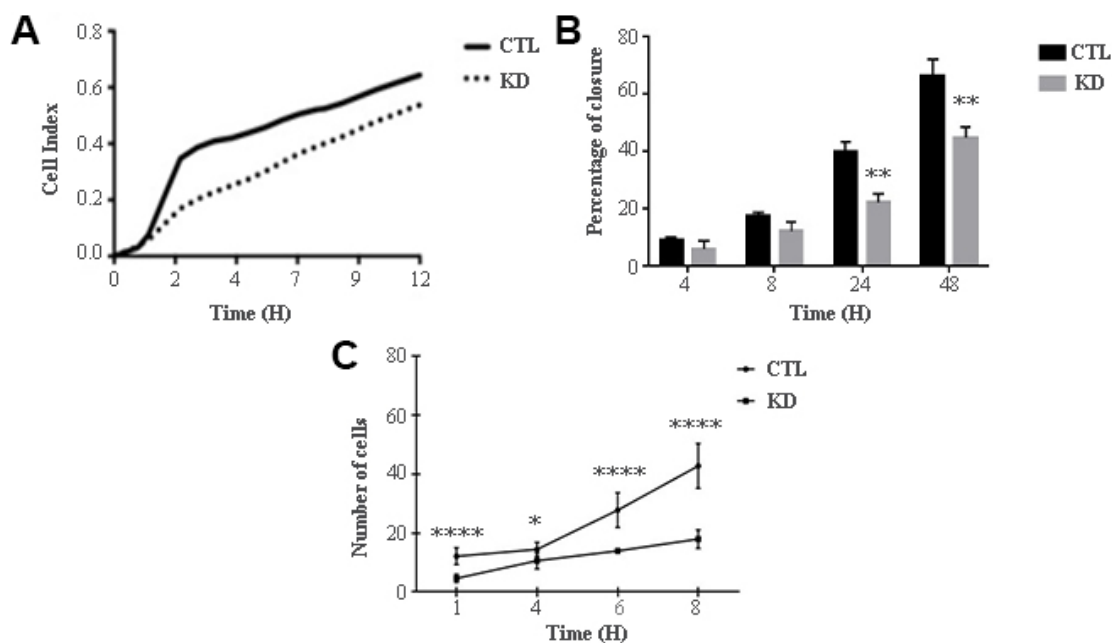 A
0.8
0.6
0.4
0.2
0.0
Cell Index
0 2 4 7 9 12
Time (H)
CTL
KD
B
80
60
40
20
0
Percentage of closure
** **
4 8 24 48
Time (H)
CTL
KD
C
80
60
40
20
0
Number of cells
**** * **** ****
1 4 6 8
Time (H)
CTL
KD